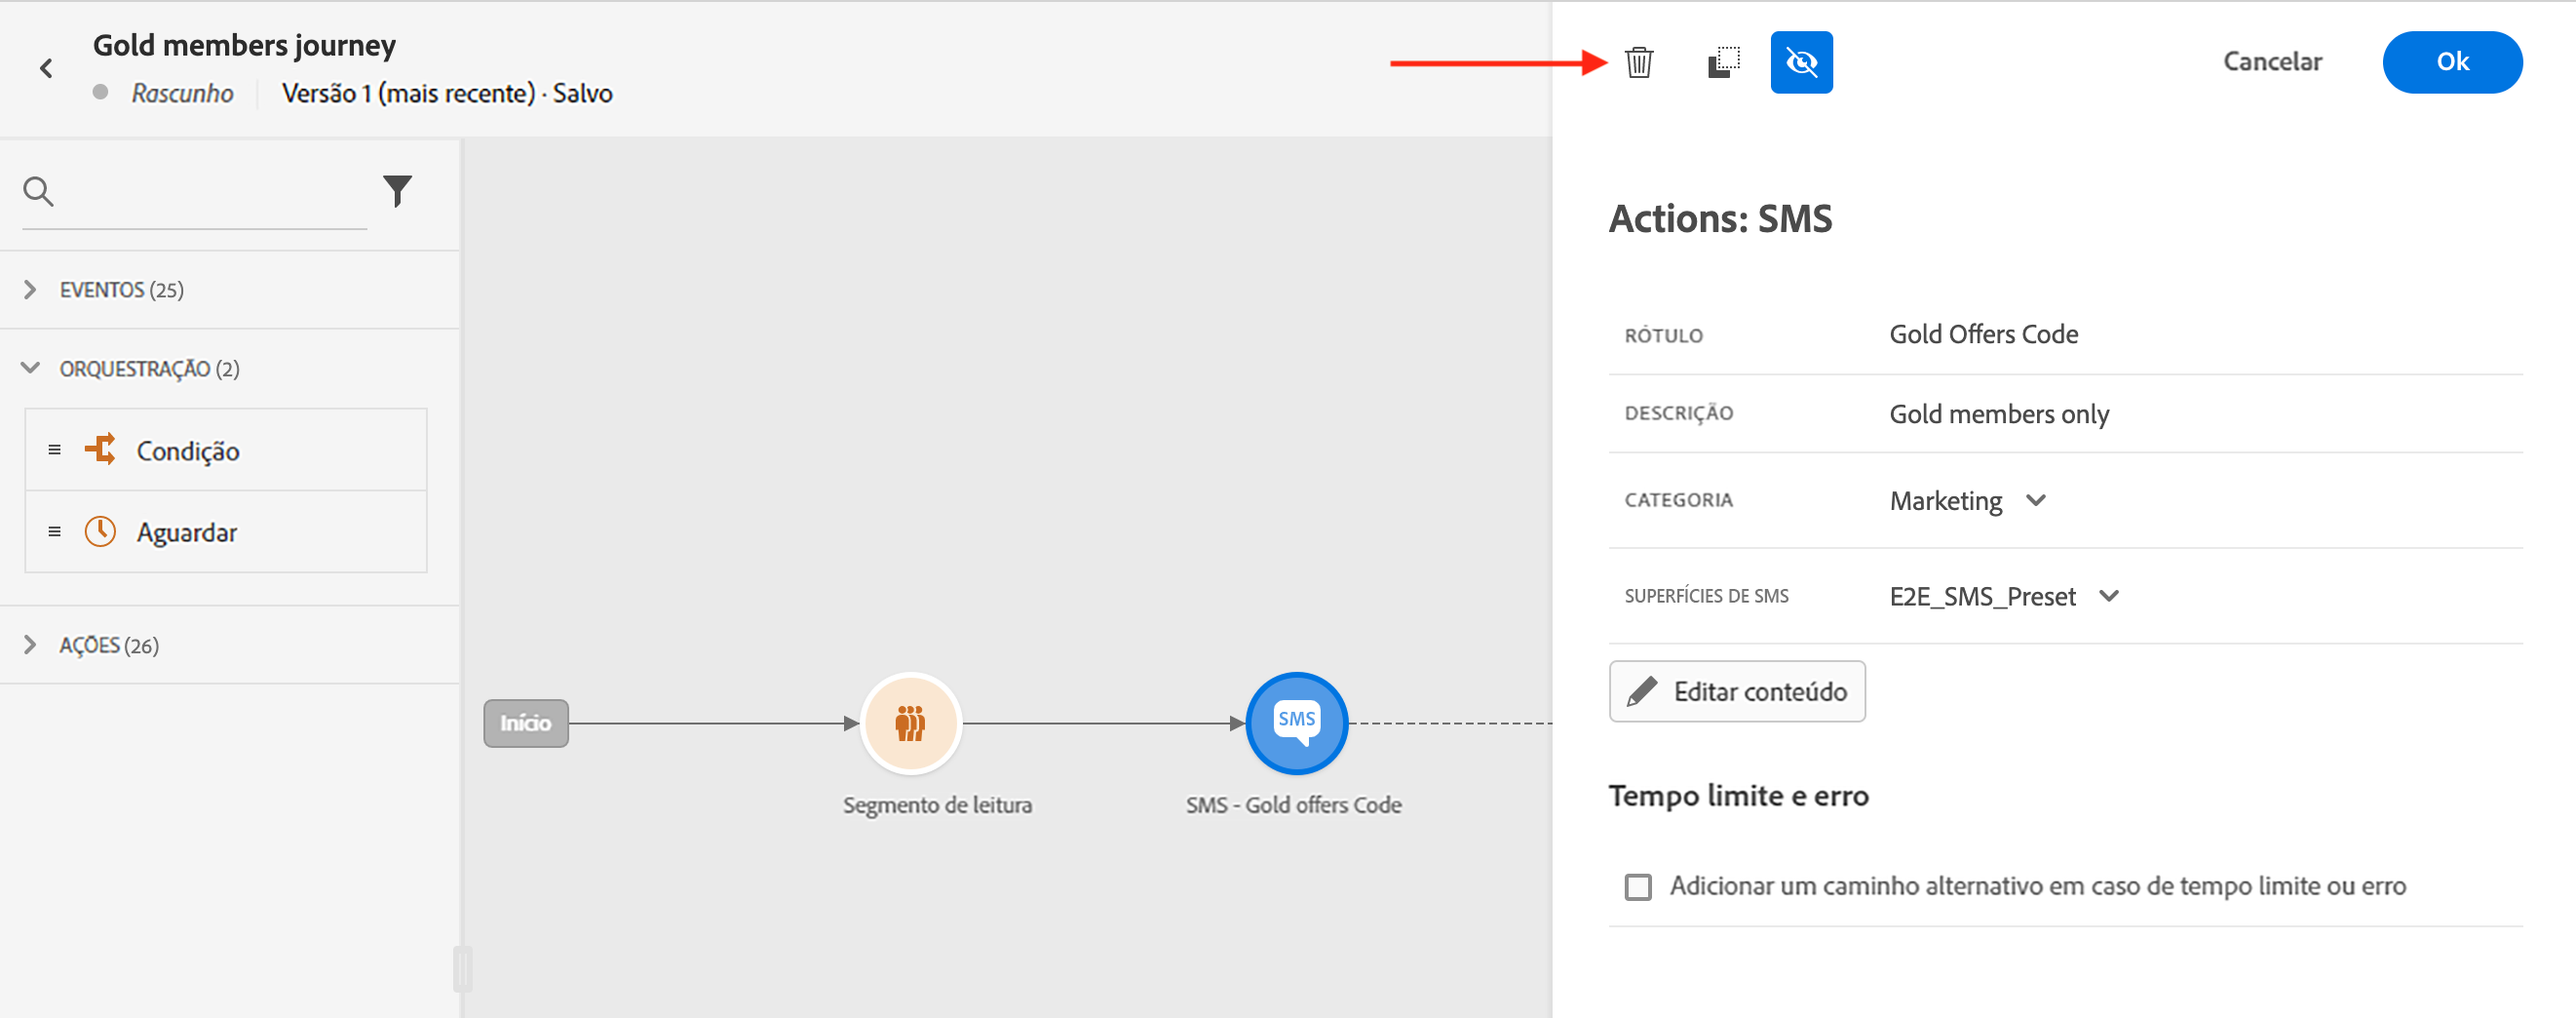 Gold members journey
Rascunho
Versão 1 (mais recente) · Salvo
Cancelar
Ok
EVENTOS (25)
ORQUESTRAÇÃO (2)
Condição
Aguardar
AÇÕES (26)
Início
Segmento de leitura
SMS
SMS - Gold offers Code
Actions: SMS
RÓTULO Gold Offers Code
DESCRIÇÃO Gold members only
CATEGORIA Marketing
SUPERFÍCIES DE SMS E2E_SMS_Preset
Editar conteúdo
Tempo limite e erro
Adicionar um caminho alternativo em caso de tempo limite ou erro